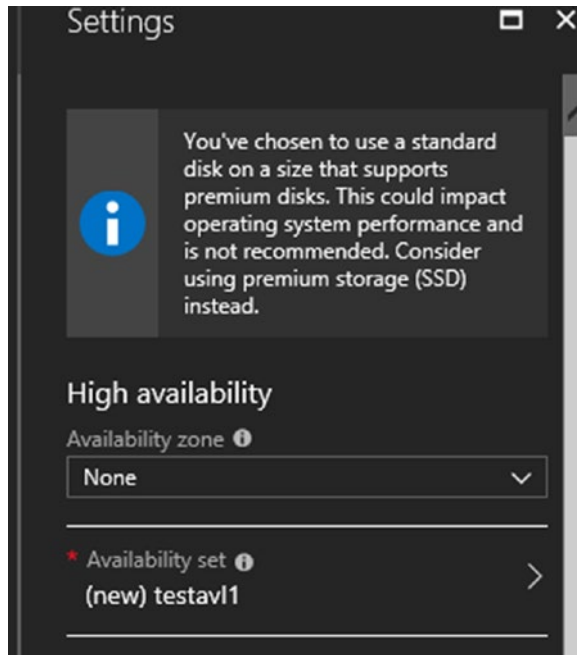 Settings
You've chosen to use a standard
disk on a size that supports
premium disks. This could impact
operating system performance and
is not recommended. Consider
using premium storage (SSD)
instead.
High availability
Availability zone
None
* Availability set
(new) testavl1